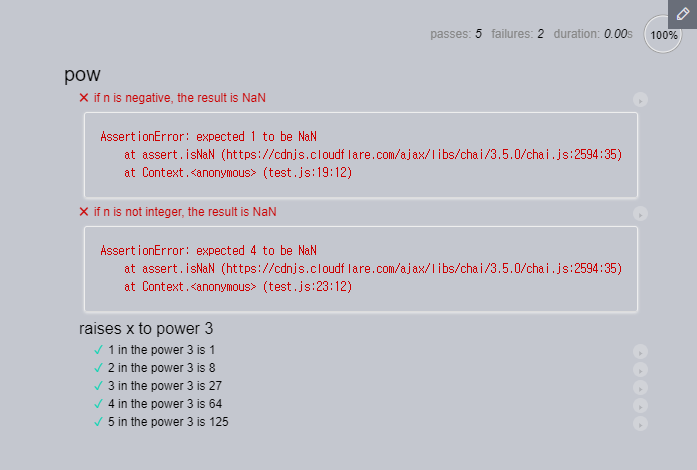 passes: 5 failures: 2 duration: 0.00s 100%
pow
✕ if n is negative, the result is NaN
AssertionError: expected 1 to be NaN
at assert.isNaN (https://cdnjs.cloudflare.com/ajax/libs/chai/3.5.0/chai.js:2594:35)
at Context.<anonymous> (test.js:19:12)
✕ if n is not integer, the result is NaN
AssertionError: expected 4 to be NaN
at assert.isNaN (https://cdnjs.cloudflare.com/ajax/libs/chai/3.5.0/chai.js:2594:35)
at Context.<anonymous> (test.js:23:12)
raises x to power 3
✓ 1 in the power 3 is 1
✓ 2 in the power 3 is 8
✓ 3 in the power 3 is 27
✓ 4 in the power 3 is 64
✓ 5 in the power 3 is 125